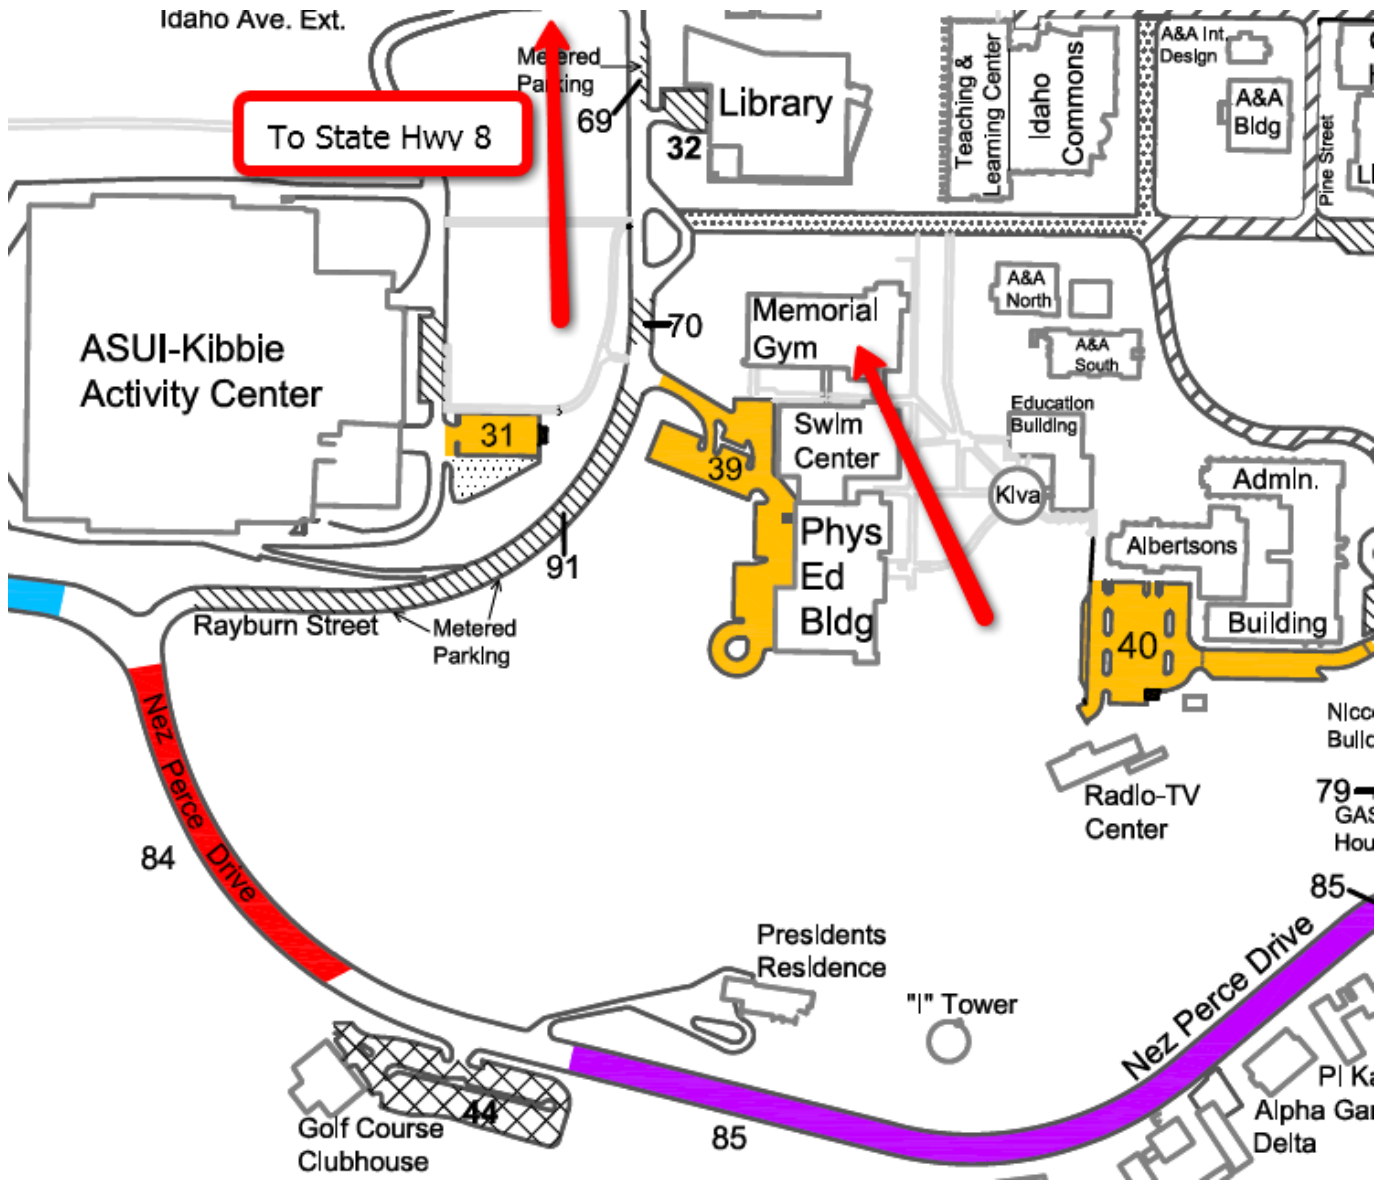 Idaho Ave. Ext.
Metered
Parking
69
32
Library
Teaching &
Learning Center
Idaho
Commons
A&A Int.
Design
A&A
Bldg
Pine Street
To State Hwy 8
ASUI-Kibbie
Activity Center
70
Memorial
Gym
A&A
North
A&A
South
31
39
Swim
Center
Education
Building
Kiva
Admin.
Phys
Ed
Bldg
91
Albertsons
Building
Rayburn Street
Metered
Parking
40
Nez Perce Drive
84
Radio-TV
Center
79
85
Presidents
Residence
"I" Tower
Nez Perce Drive
44
Golf Course
Clubhouse
85
Alpha
Delta